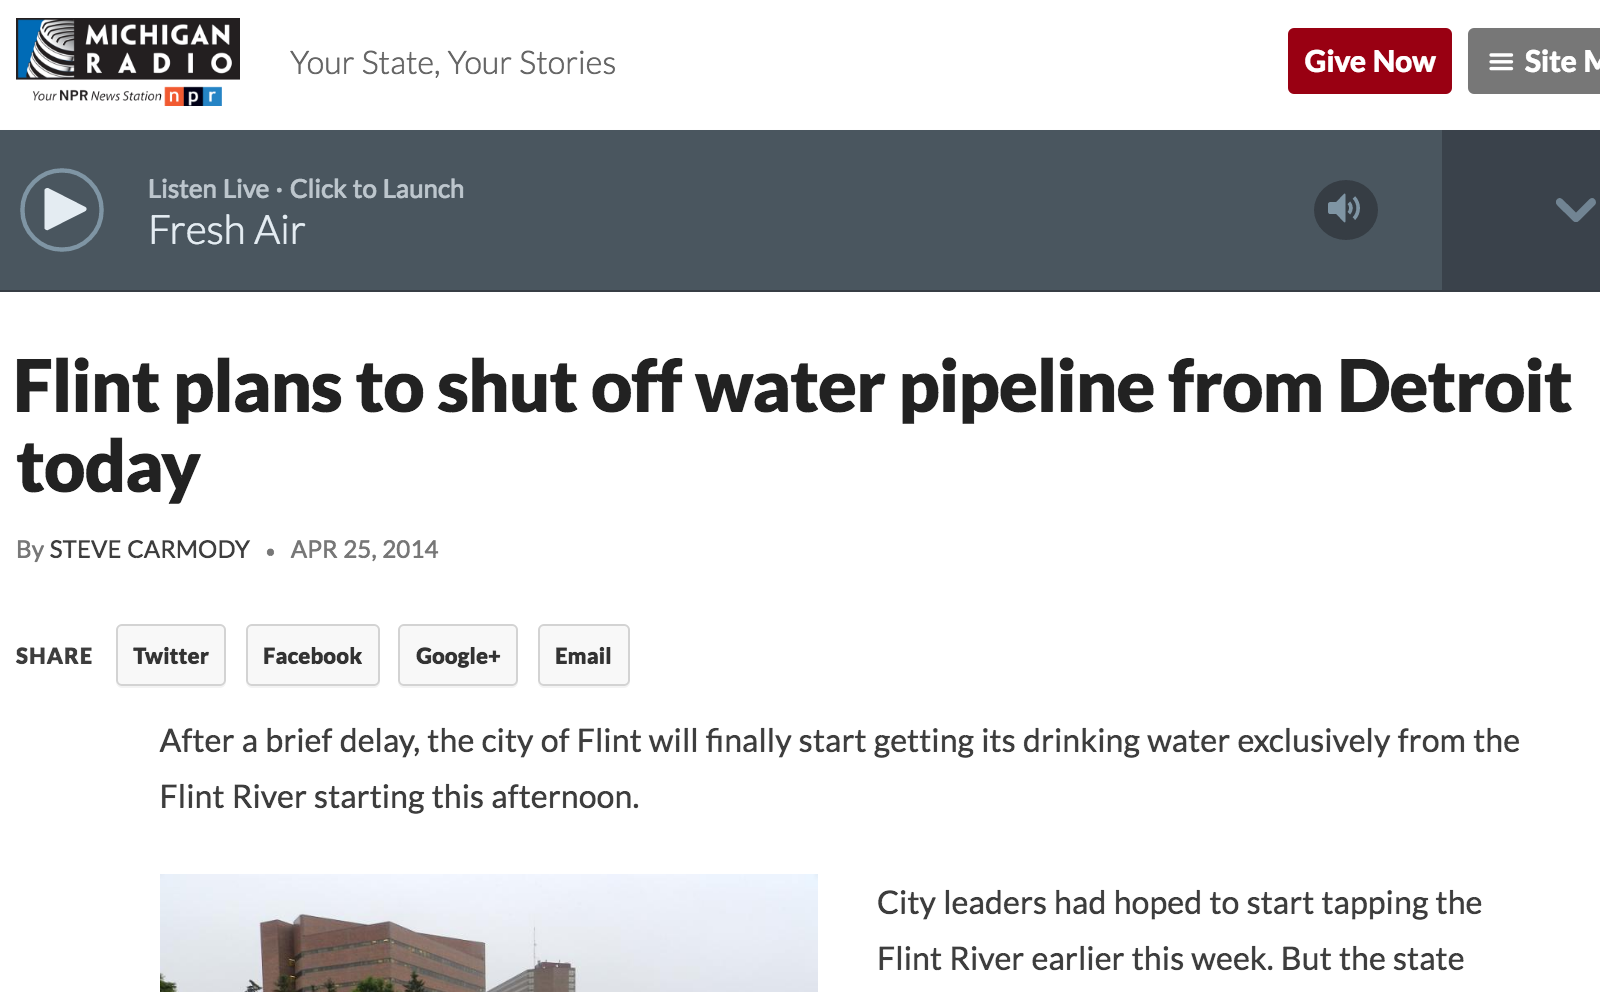 MICHIGAN
RADIO
Your NPR News Station n p r
Your State, Your Stories
Give Now
Site M
Listen Live · Click to Launch
Fresh Air
Flint plans to shut off water pipeline from Detroit
today
By STEVE CARMODY • APR 25, 2014
SHARE Twitter Facebook Google+ Email
After a brief delay, the city of Flint will finally start getting its drinking water exclusively from the
Flint River starting this afternoon.
City leaders had hoped to start tapping the
Flint River earlier this week. But the state